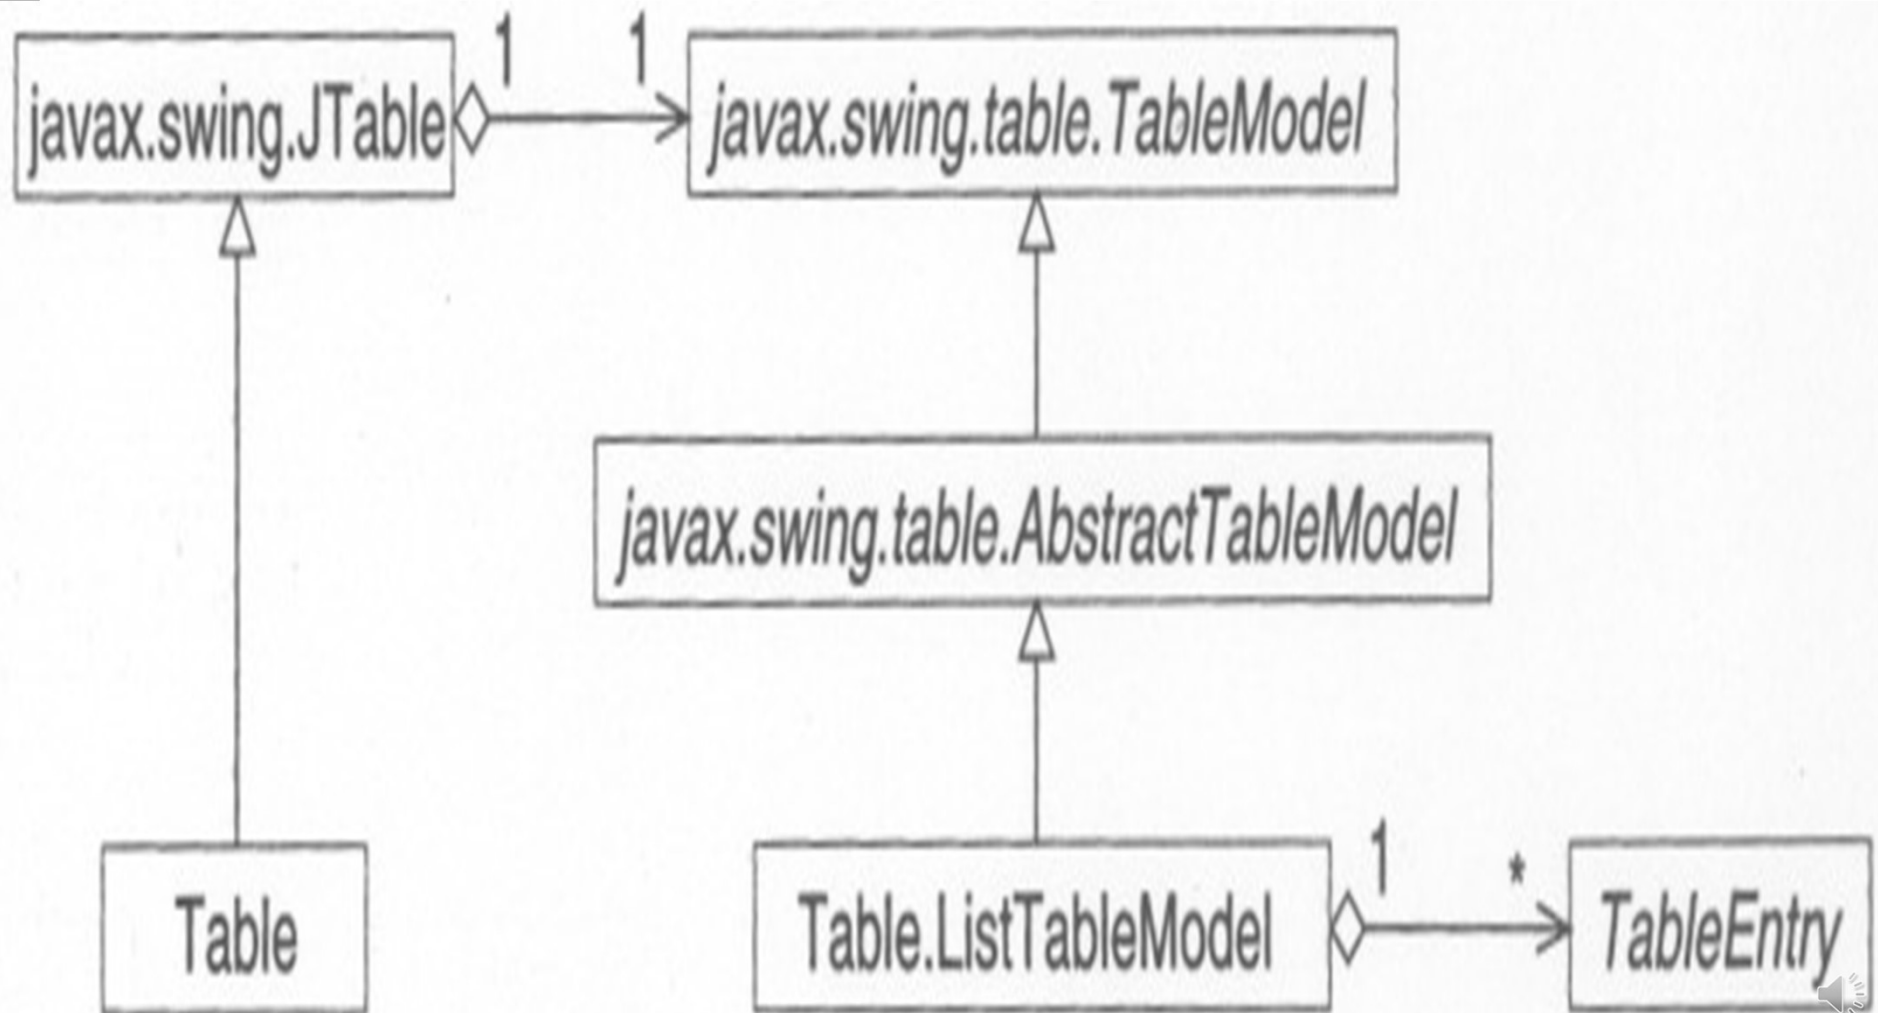 1 1
javax.swing.JTable
javax.swing.table.TableModel
javax.swing.table.AbstractTableModel
1 *
Table
Table.ListTableModel
TableEntry